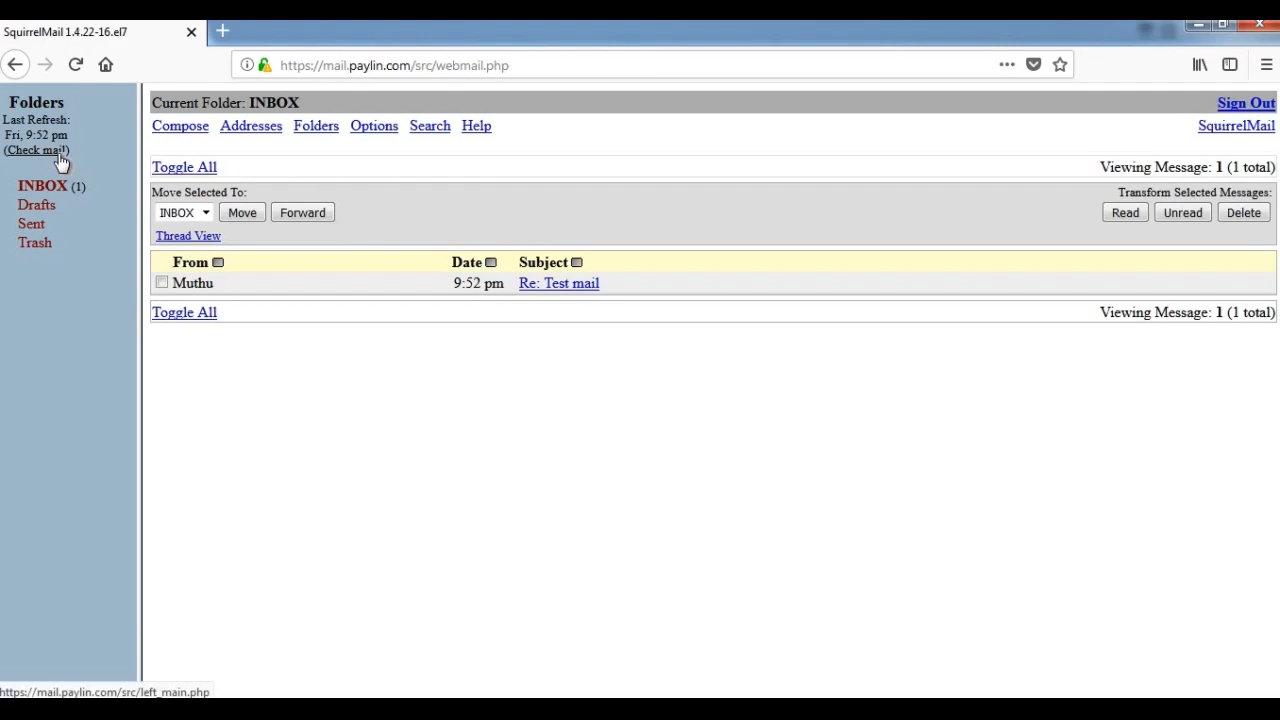 SquirrelMail 1.4.22-16.el7
https://mail.paylin.com/src/webmail.php
Folders
Last Refresh:
Fri, 9:52 pm
(Check mail)
INBOX (1)
Drafts
Sent
Trash
Current Folder: INBOX
Sign Out
Compose Addresses Folders Options Search Help
SquirrelMail
Toggle All
Viewing Message: 1 (1 total)
Move Selected To:
Transform Selected Messages:
INBOX Move Forward
Read Unread Delete
Thread View
From Date Subject
Muthu 9:52 pm Re: Test mail
Toggle All
Viewing Message: 1 (1 total)
https://mail.paylin.com/src/left_main.php